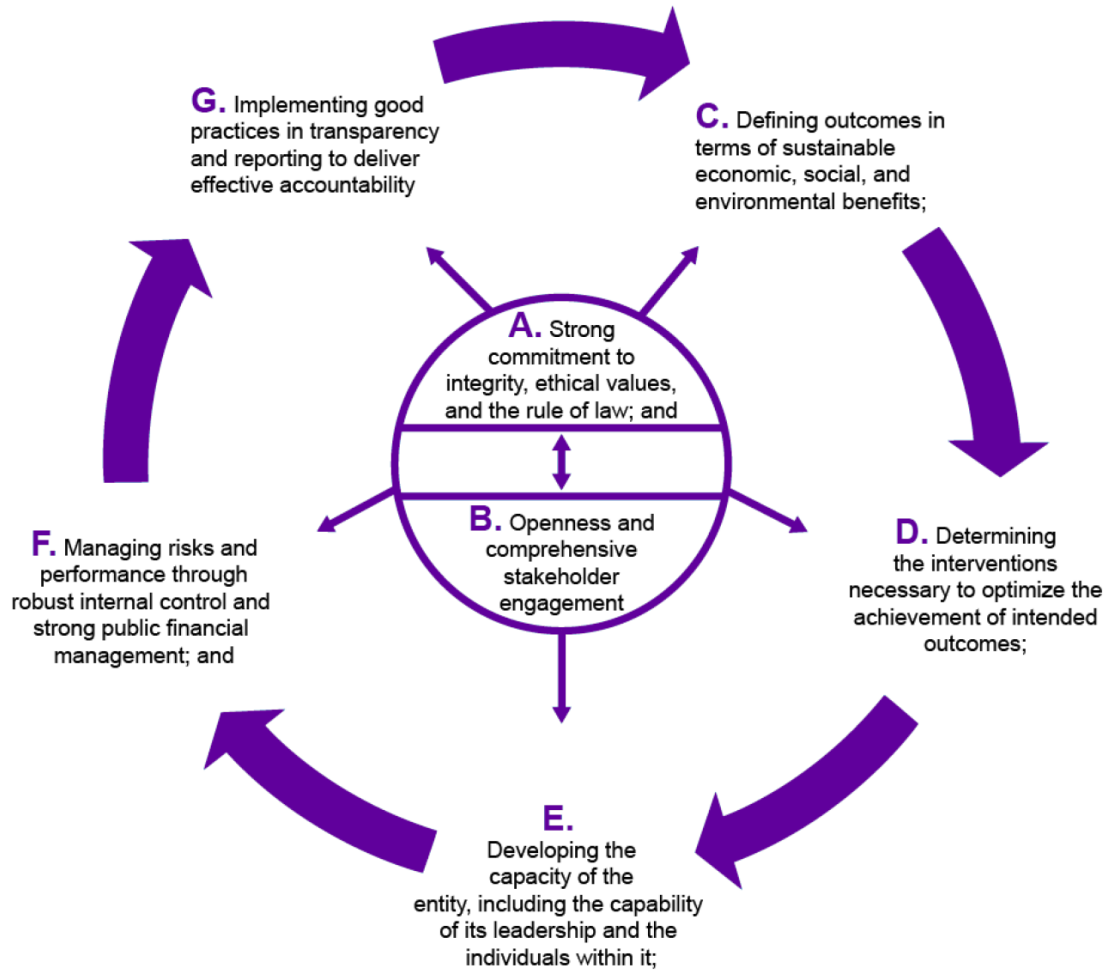 G. Implementing good
practices in transparency
and reporting to deliver
effective accountability
C. Defining outcomes in
terms of sustainable
economic, social, and
environmental benefits;
A. Strong
commitment to
integrity, ethical values,
and the rule of law; and
B. Openness and
comprehensive
stakeholder
engagement
F. Managing risks and
performance through
robust internal control and
strong public financial
management; and
D. Determining
the interventions
necessary to optimize the
achievement of intended
outcomes;
E.
Developing the
capacity of the
entity, including the capability
of its leadership and the
individuals within it;